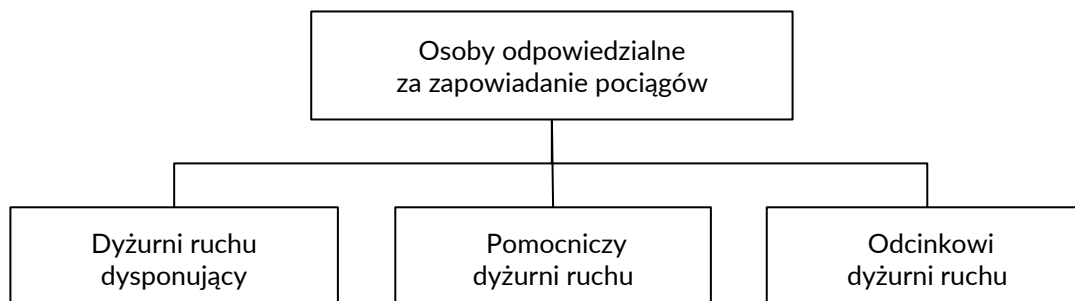 Osoby odpowiedzialne
za zapowiadanie pociągów
Dyżurni ruchu
dysponujący
Pomocniczy
dyżurni ruchu
Odcinkowi
dyżurni ruchu